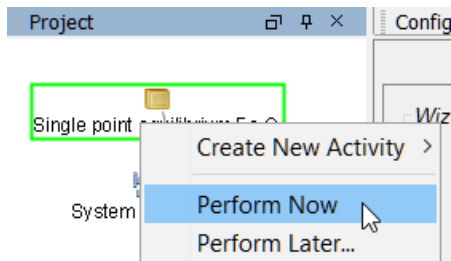 Project
Config
Single point
Wiz
Create New Activity
System
Perform Now
Perform Later...